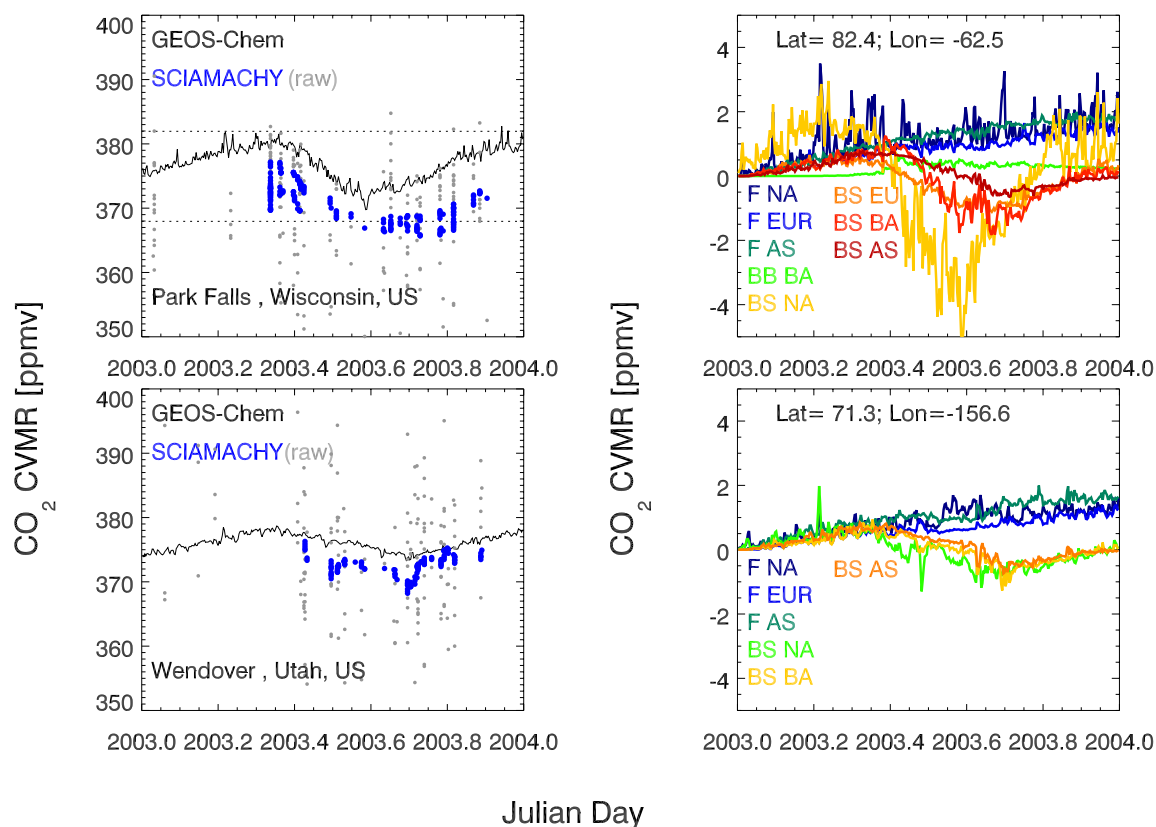 400
GEOS-Chem
390
SCIAMACHY (raw)
380
370
360
Park Falls , Wisconsin, US
350
2003.0 2003.2 2003.4 2003.6 2003.8 2004.0
Lat= 82.4; Lon= -62.5
4
2
0
F NA BS EU
F EUR BS BA
F AS BS AS
BB BA
BS NA
-2
-4
2003.0 2003.2 2003.4 2003.6 2003.8 2004.0
CO2 CVMR [ppmv]
CO2 CVMR [ppmv]
400
GEOS-Chem
390
SCIAMACHY (raw)
380
370
360
Wendover , Utah, US
350
2003.0 2003.2 2003.4 2003.6 2003.8 2004.0
Lat= 71.3; Lon=-156.6
4
2
0
F NA BS AS
F EUR
F AS
BS NA
BS BA
-2
-4
2003.0 2003.2 2003.4 2003.6 2003.8 2004.0
Julian Day